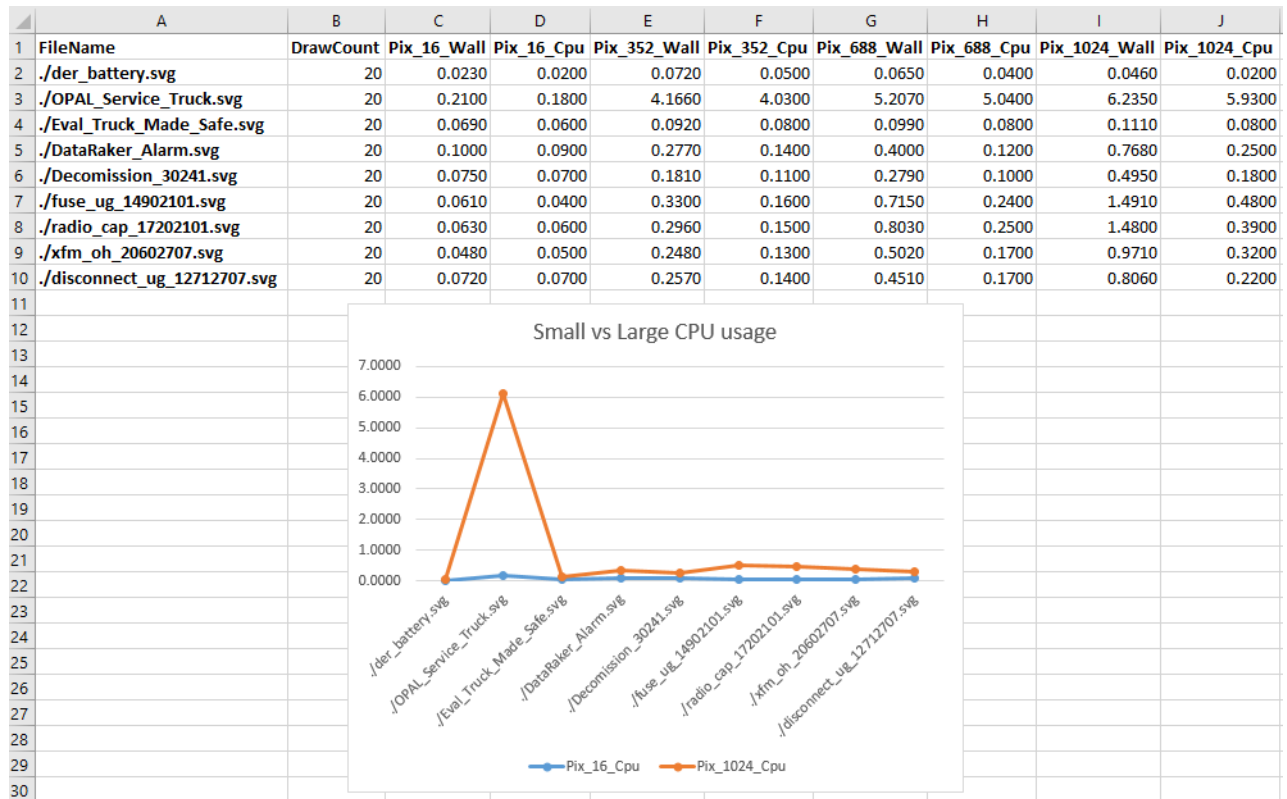 A B C D E F G H I J
1 FileName DrawCount Pix_16_Wall Pix_16_Cpu Pix_352_Wall Pix_352_Cpu Pix_688_Wall Pix_688_Cpu Pix_1024_Wall Pix_1024_Cpu
2 ./der_battery.svg 20 0.0230 0.0200 0.0720 0.0500 0.0650 0.0400 0.0460 0.0200
3 ./OPAL_Service_Truck.svg 20 0.2100 0.1800 4.1660 4.0300 5.2070 5.0400 6.2350 5.9300
4 ./Eval_Truck_Made_Safe.svg 20 0.0690 0.0600 0.0920 0.0800 0.0990 0.0800 0.1110 0.0800
5 ./DataRaker_Alarm.svg 20 0.1000 0.0900 0.2770 0.1400 0.4000 0.1200 0.7680 0.2500
6 ./Decomission_30241.svg 20 0.0750 0.0700 0.1810 0.1100 0.2790 0.1000 0.4950 0.1800
7 ./fuse_ug_14902101.svg 20 0.0610 0.0400 0.3300 0.1600 0.7150 0.2400 1.4910 0.4800
8 ./radio_cap_17202101.svg 20 0.0630 0.0600 0.2960 0.1500 0.8030 0.2500 1.4800 0.3900
9 ./xfm_oh_20602707.svg 20 0.0480 0.0500 0.2480 0.1300 0.5020 0.1700 0.9710 0.3200
10 ./disconnect_ug_12712707.svg 20 0.0720 0.0700 0.2570 0.1400 0.4510 0.1700 0.8060 0.2200
11
12
13
14
15
16
17
18
19
20
21
22
23
24
25
26
27
28
29
30
Small vs Large CPU usage
7.0000
6.0000
5.0000
4.0000
3.0000
2.0000
1.0000
0.0000
./der_battery.svg
./OPAL_Service_Truck.svg
./Eval_Truck_Made_Safe.svg
./DataRaker_Alarm.svg
./Decomission_30241.svg
./fuse_ug_14902101.svg
./radio_cap_17202101.svg
./xfm_oh_20602707.svg
./disconnect_ug_12712707.svg
Pix_16_Cpu Pix_1024_Cpu